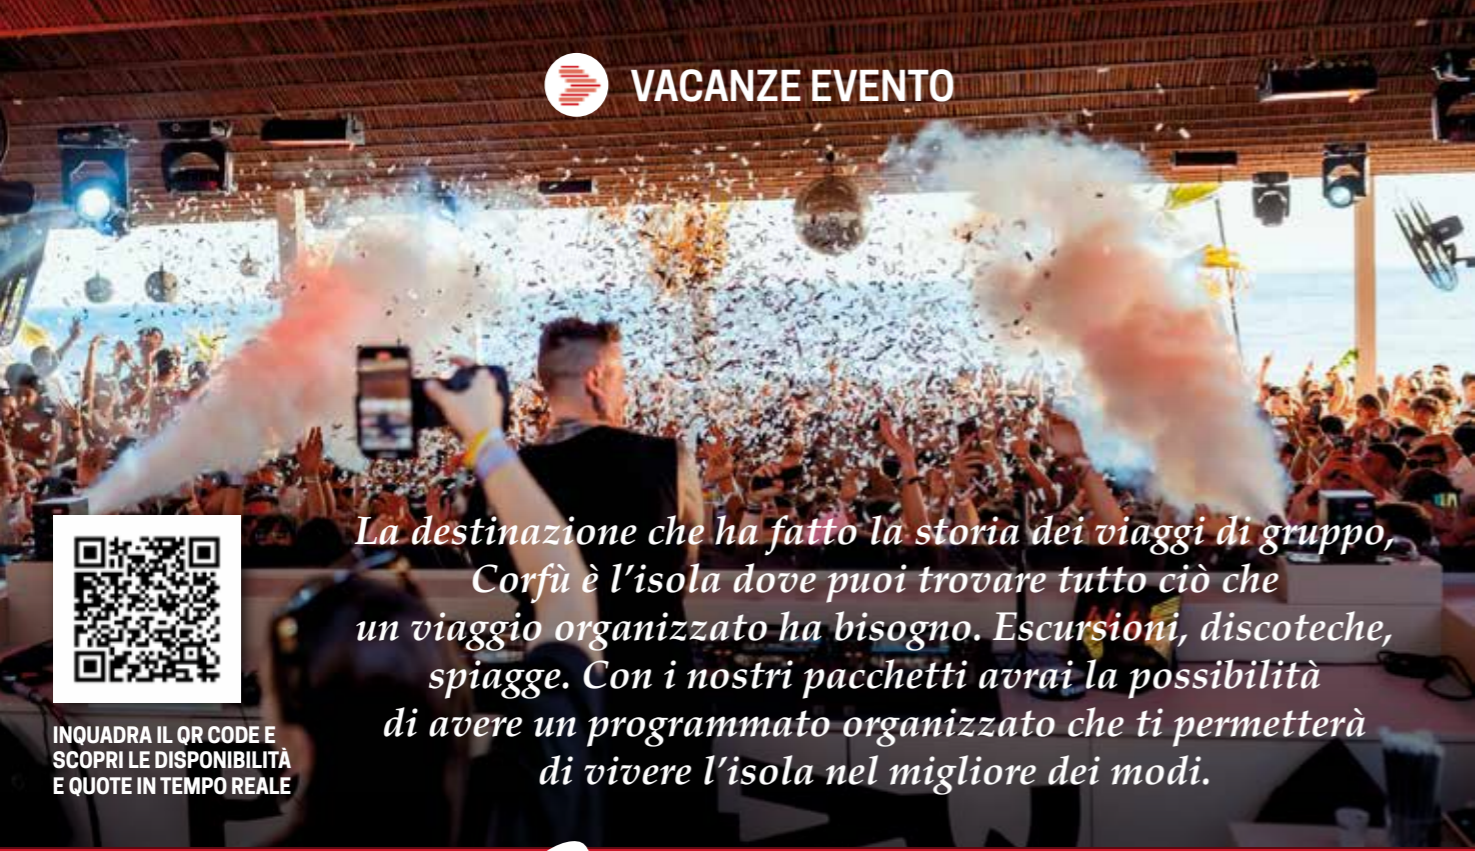 VACANZE EVENTO
La destinazione che ha fatto la storia dei viaggi di gruppo,
Corfù è l'isola dove puoi trovare tutto ciò che
un viaggio organizzato ha bisogno. Escursioni, discoteche,
spiagge. Con i nostri pacchetti avrai la possibilità
di avere un programmato organizzato che ti permetterà
di vivere l'isola nel migliore dei modi.
INQUADRA IL QR CODE E
SCOPRI LE DISPONIBILITÀ
E QUOTE IN TEMPO REALE